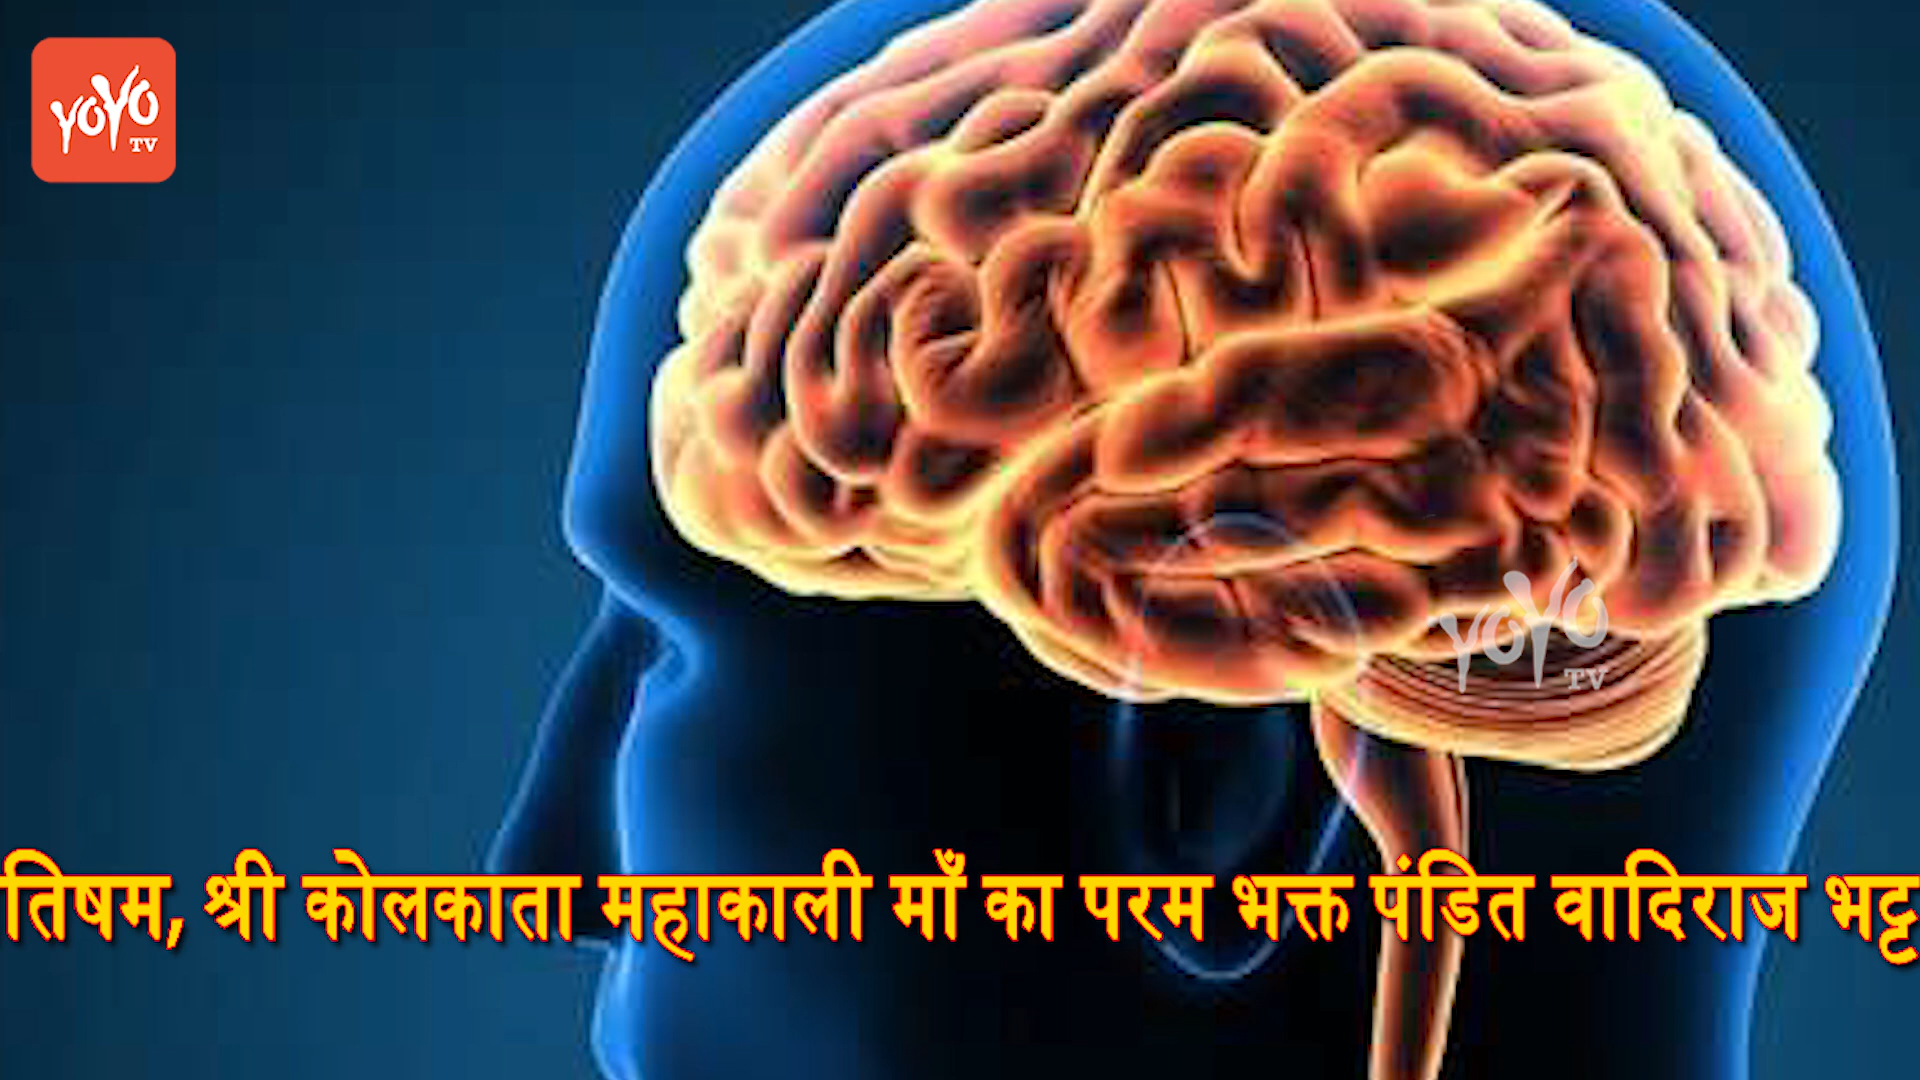 YOYO
TV
YOYO
TV
तिषम, श्री कोलकाता महाकाली माँ का परम भक्त पंडित वादिराज भट्ट